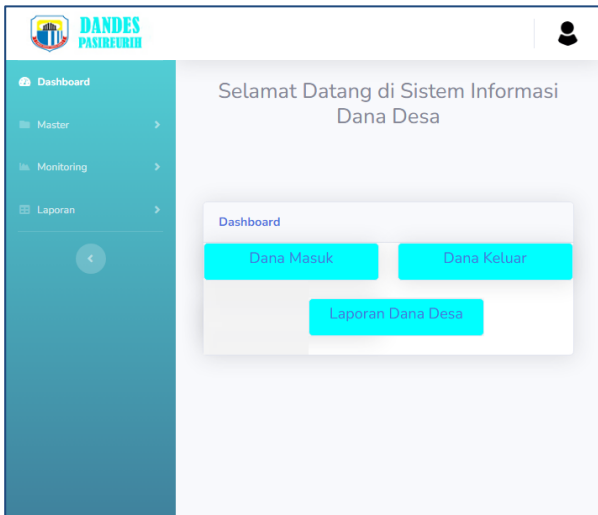 DANDES
PASIREURIH
Dashboard
Master
Monitoring
Laporan
Selamat Datang di Sistem Informasi
Dana Desa
Dashboard
Dana Masuk
Dana Keluar
Laporan Dana Desa